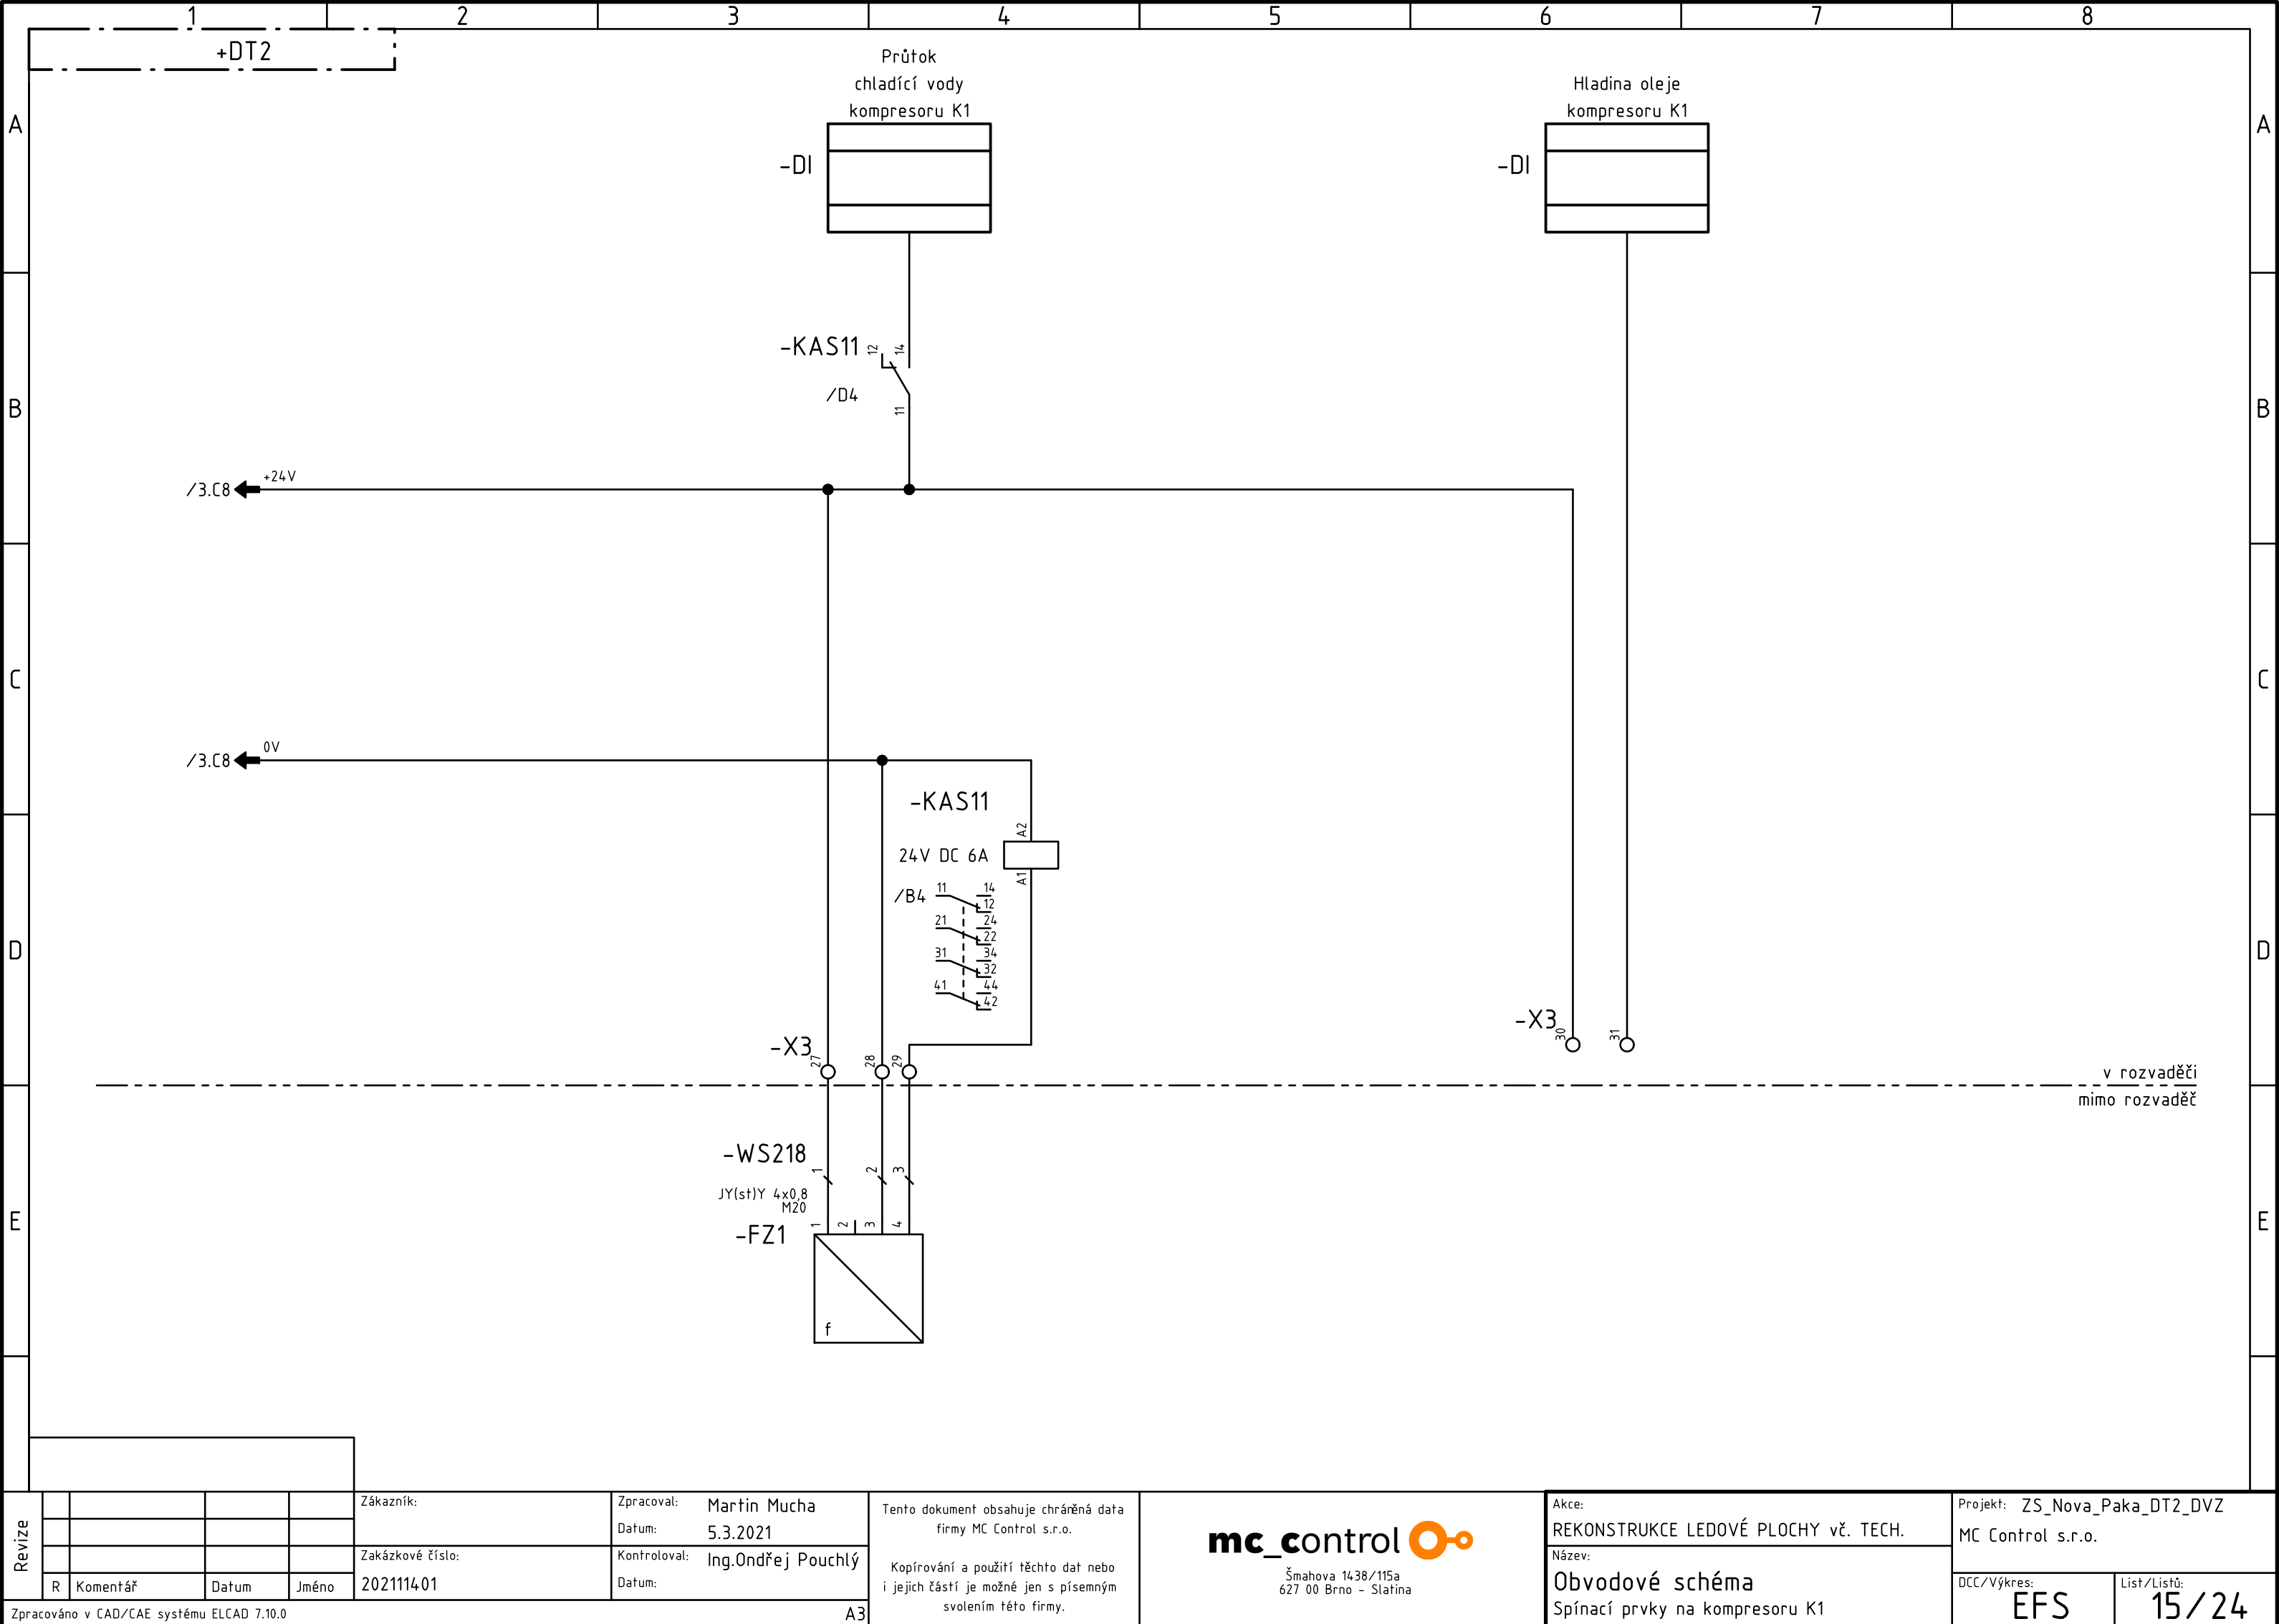 1 2 3 4 5 6 7 8
+DT2
Průtok
chladící vody
kompresoru K1
Hladina oleje
kompresoru K1
A A
-DI
-DI
-KAS11 12 14
/D4
11
B B
+24V
/3.C8
C C
0V
/3.C8
-KAS11
A2
24V DC 6A
A1
/B4 11 14
12
21 24
22
31 34
32
41 44
42
D D
-X3 30 31
-X3 27 28 29
v rozvaděči
mimo rozvaděč
-WS218 1 2 3
JY(st)Y 4x0,8
M20
-FZ1 1 2 3 4
E E
f
Revize
R Komentář Datum Jméno
Zákazník:
Zakázkové číslo:
202111401
Zpracoval: Martin Mucha
Datum: 5.3.2021
Kontroloval: Ing.Ondřej Pouchlý
Datum:
Zpracováno v CAD/CAE systému ELCAD 7.10.0
A3
Tento dokument obsahuje chráněná data
firmy MC Control s.r.o.
Kopírování a použití těchto dat nebo
i jejich částí je možné jen s písemným
svolením této firmy.
mc_control
Šmahova 1438/115a
627 00 Brno - Slatina
Akce:
REKONSTRUKCE LEDOVÉ PLOCHY vč. TECH.
Název:
Obvodové schéma
Spínací prvky na kompresoru K1
Projekt: ZS_Nova_Paka_DT2_DVZ
MC Control s.r.o.
DCC/Výkres:
EFS
List/Listů:
15/24